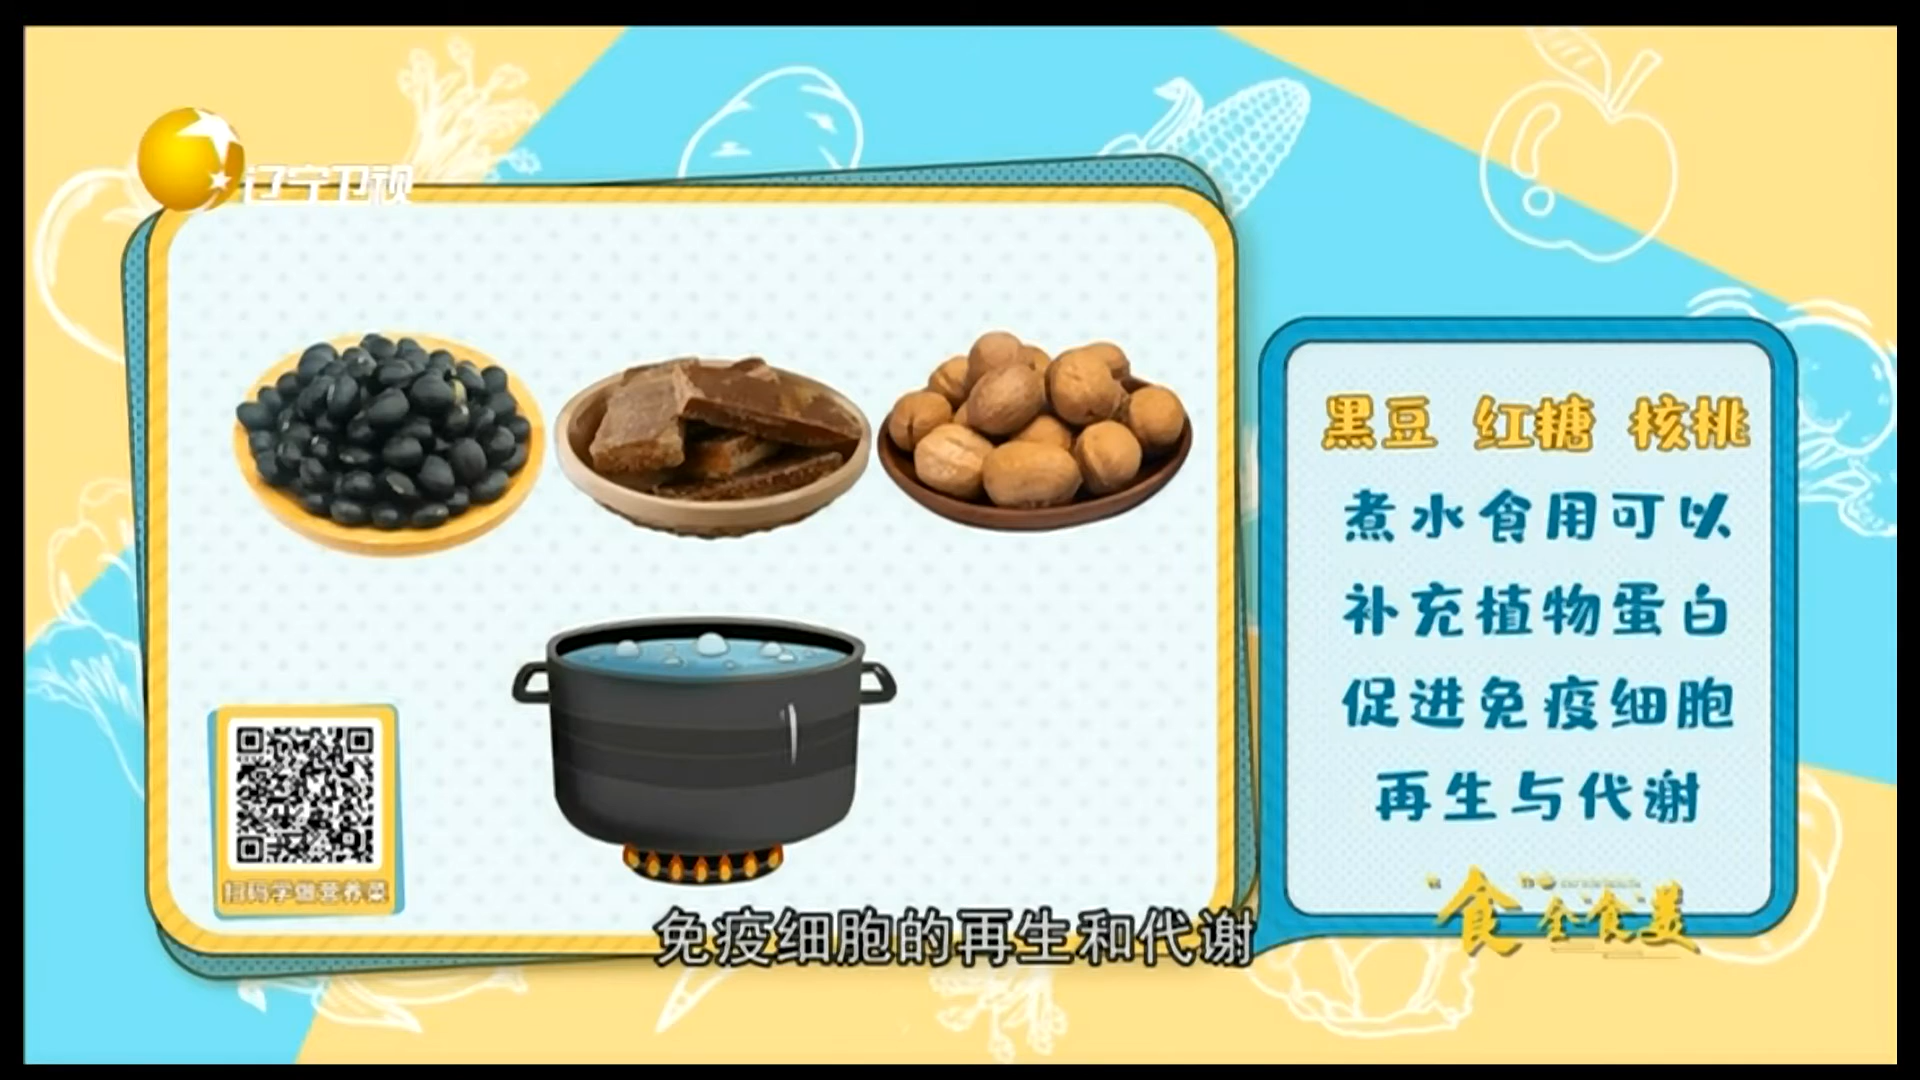 辽宁卫视
黑豆 红糖 核桃
煮水食用可以
补充植物蛋白
促进免疫细胞
再生与代谢
扫码学做营养菜
食全食美
免疫细胞的再生和代谢